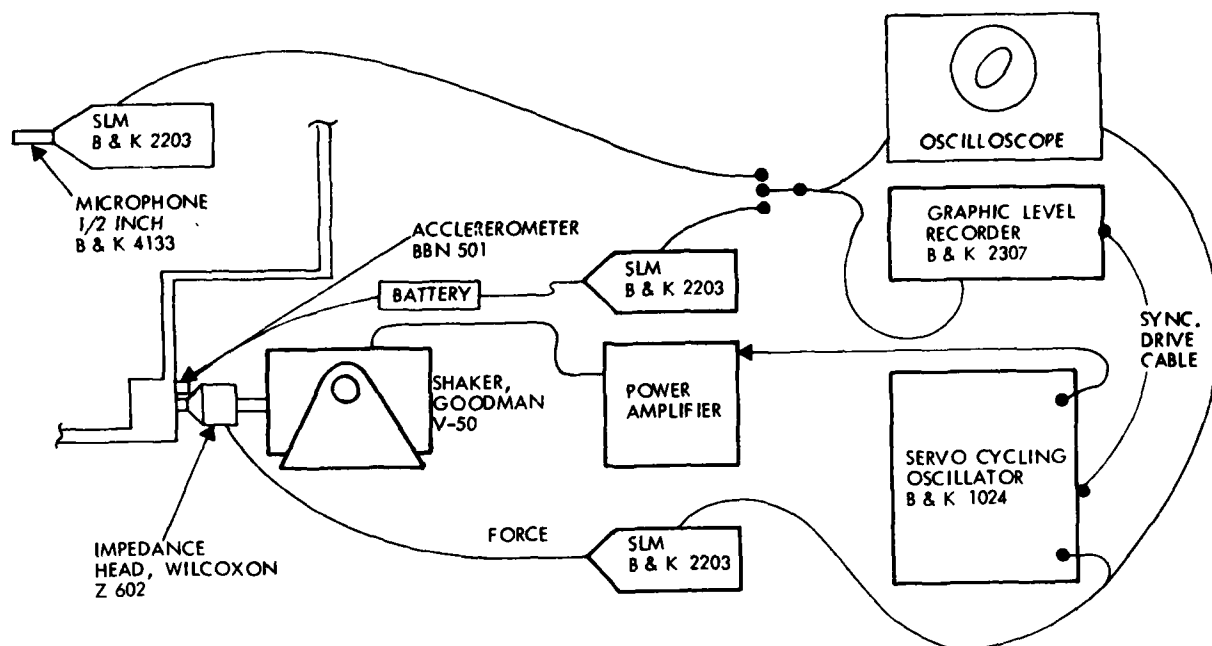 SLM
B & K 2203
MICROPHONE
1/2 INCH
B & K 4133
ACCLEREROMETER
BBN 501
BATTERY
SLM
B & K 2203
OSCILLOSCOPE
GRAPHIC LEVEL
RECORDER
B & K 2307
SYNC.
DRIVE
CABLE
SHAKER,
GOODMAN
V-50
POWER
AMPLIFIER
SERVO CYCLING
OSCILLATOR
B & K 1024
IMPEDANCE
HEAD, WILCOXON
Z 602
FORCE
SLM
B & K 2203